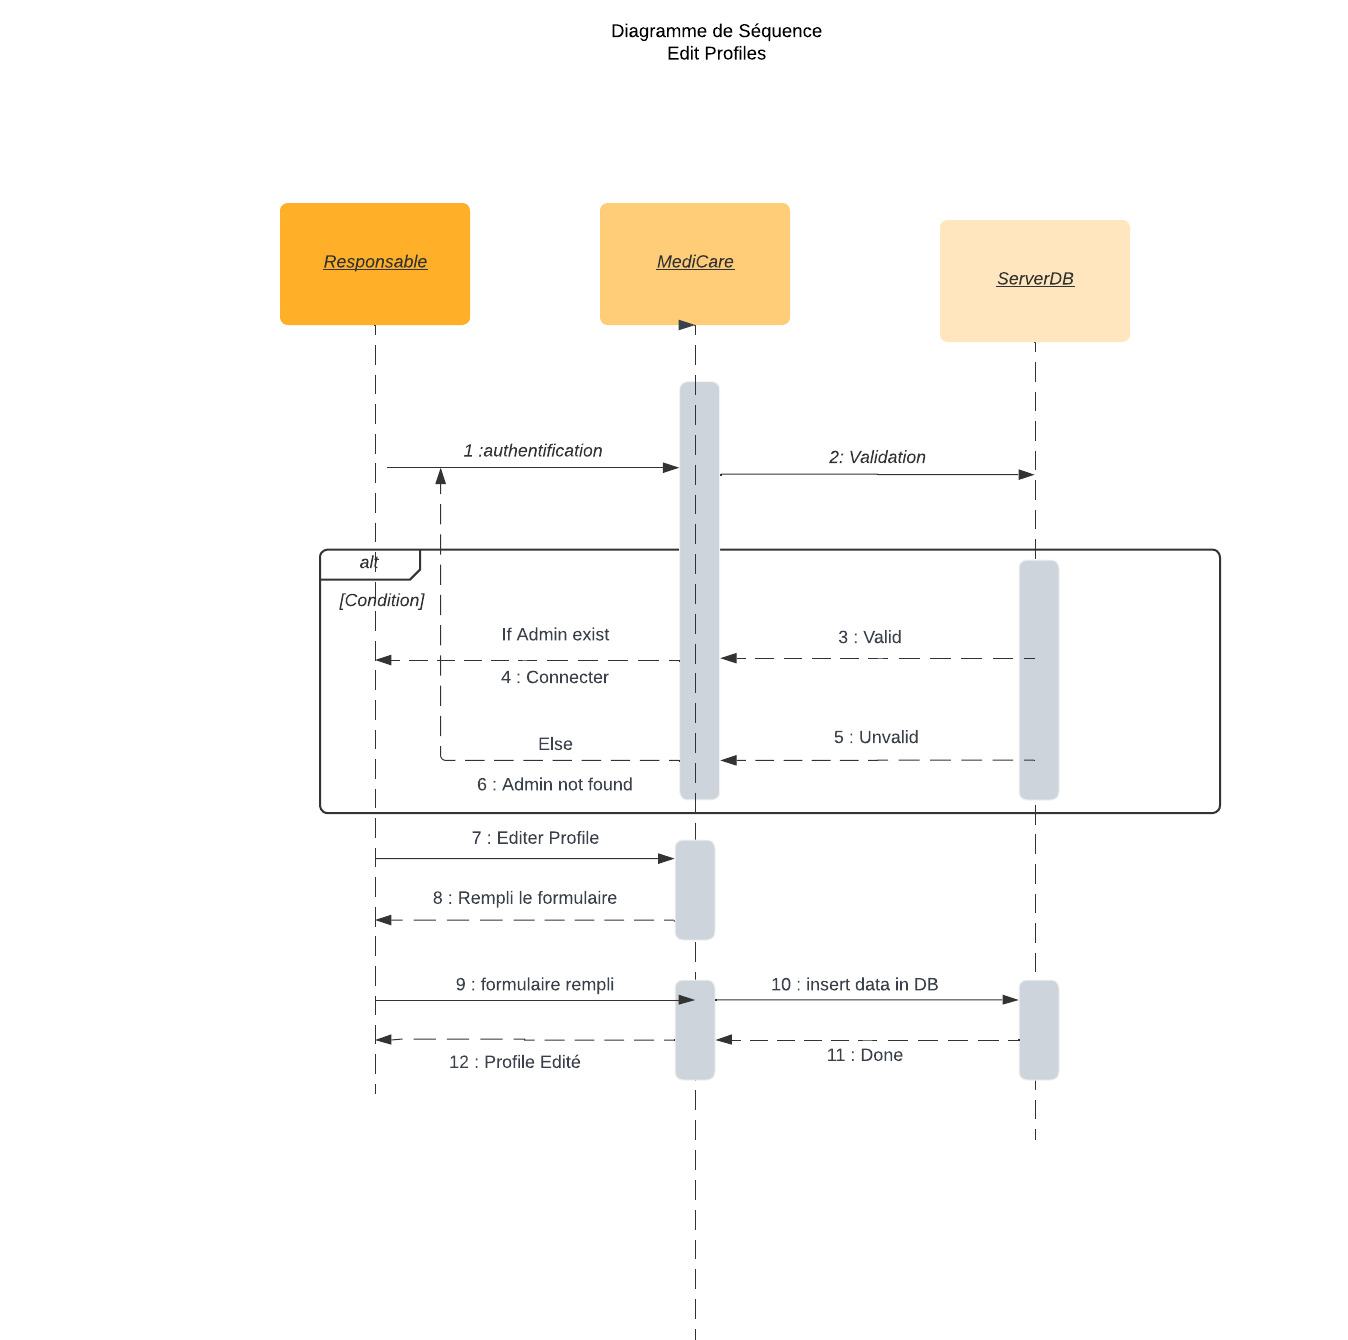 Diagramme de Séquence
Edit Profiles
Responsable
MediCare
ServerDB
1 :authentification
2: Validation
alt
[Condition]
If Admin exist
3 : Valid
4 : Connecter
Else
5 : Unvalid
6 : Admin not found
7 : Editer Profile
8 : Rempli le formulaire
9 : formulaire rempli
10 : insert data in DB
11 : Done
12 : Profile Edité